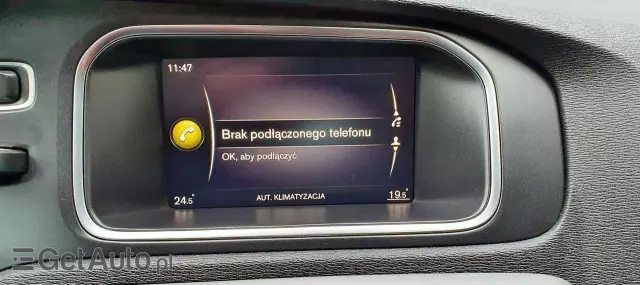 11:47
Brak podłączonego telefonu
OK, aby podłączyć
24.5°
AUT. KLIMATYZACJA
19.5°
GetAuto.pl